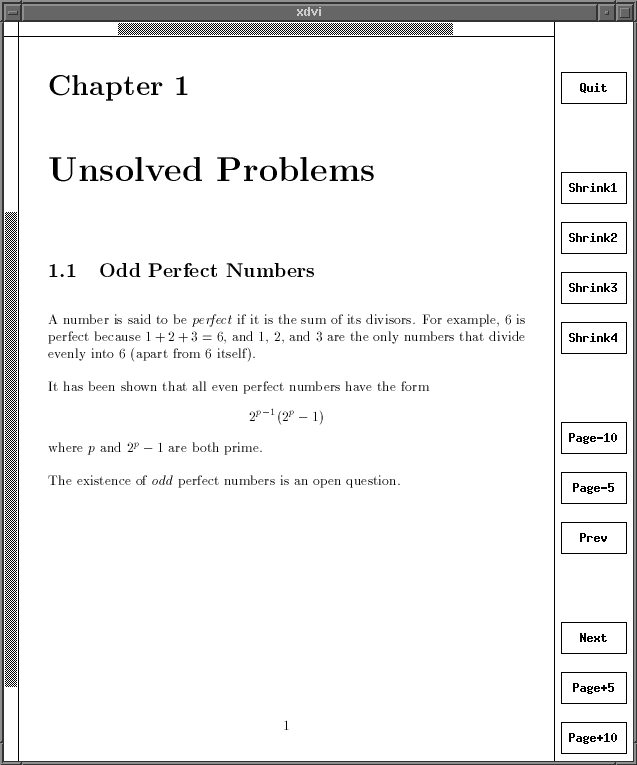 xdvi
Chapter 1
Unsolved Problems
1.1 Odd Perfect Numbers
A number is said to be perfect if it is the sum of its divisors. For example, 6 is
perfect because 1 + 2 + 3 = 6, and 1, 2, and 3 are the only numbers that divide
evenly into 6 (apart from 6 itself).
It has been shown that all even perfect numbers have the form
2^{p−1}(2^p − 1)
where p and 2^p − 1 are both prime.
The existence of odd perfect numbers is an open question.
1
Quit
Shrink1
Shrink2
Shrink3
Shrink4
Page-10
Page-5
Prev
Next
Page+5
Page+10